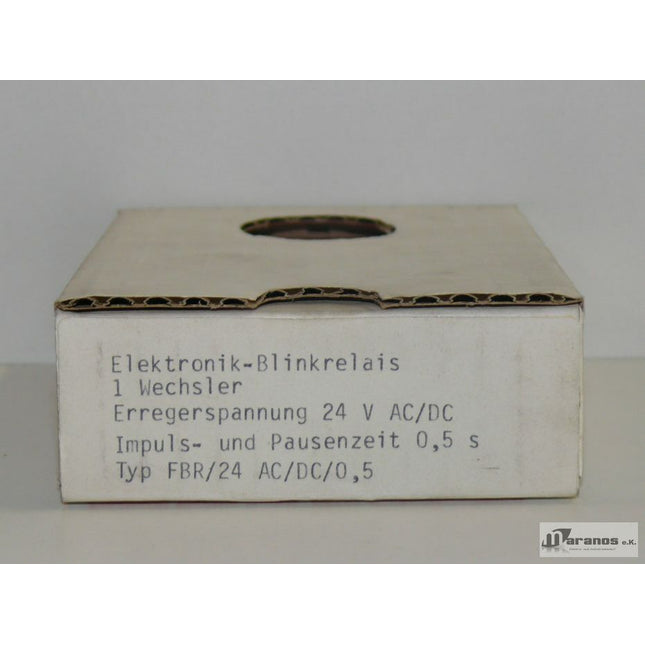 Elektronik-Blinkrelais
1 Wechsler
Erregerspannung 24 V AC/DC
Impuls- und Pausenzeit 0,5 s
Typ FBR/24 AC/DC/0,5
Maranos e.K.